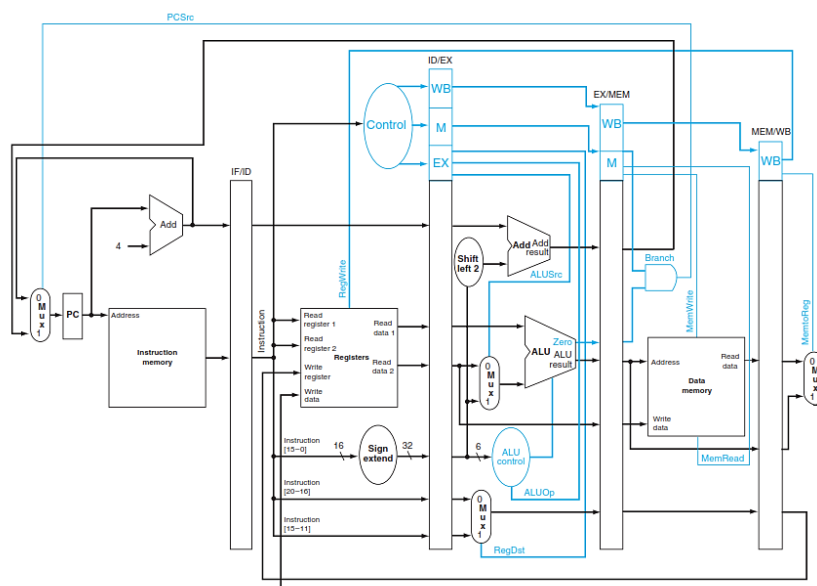 PCSrc
ID/EX
WB
EX/MEM
Control
M
WB
MEM/WB
EX
M
WB
IF/ID
Add
4
Add Add
result
Shift
left 2
ALUSrc
Branch
RegWrite
MemWrite
MemtoReg
0
M
u
x
1
PC
Address
Instruction
memory
Instruction
Read
register 1
Read
register 2
Write
register
Write
data
Registers
Read
data 1
Read
data 2
0
M
u
x
1
Zero
ALU
ALU
result
Address
Write
data
Read
data
Data
memory
0
M
u
x
1
MemRead
Instruction
[15–0]
16
Sign
extend
32
6
ALU
control
ALUOp
Instruction
[20–16]
Instruction
[15–11]
0
M
u
x
1
RegDst